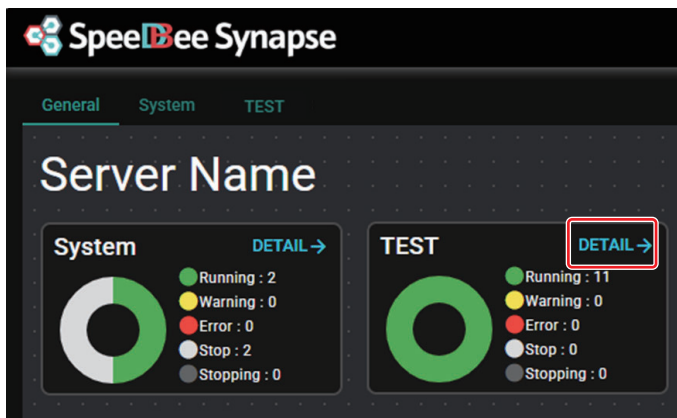 SpeeDBee Synapse
General System TEST
Server Name
System DETAIL→
Running : 2
Warning : 0
Error : 0
Stop : 2
Stopping : 0
TEST DETAIL→
Running : 11
Warning : 0
Error : 0
Stop : 0
Stopping : 0